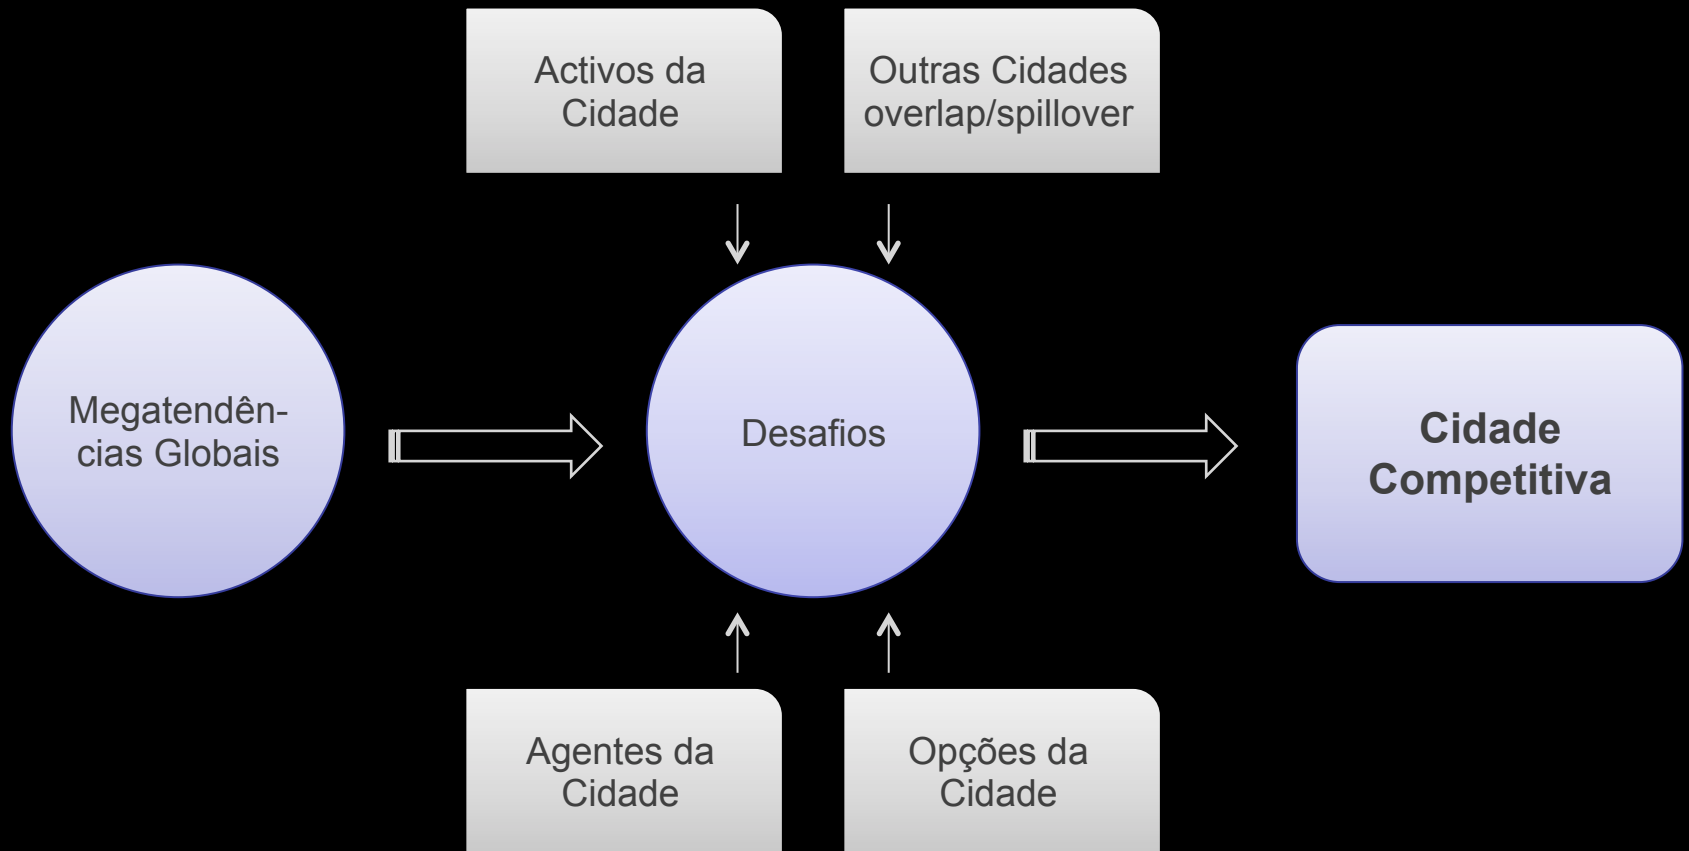 Activos da
Cidade
Outras Cidades
overlap/spillover
Megatendên-
cias Globais
Desafios
Cidade
Competitiva
Agentes da
Cidade
Opções da
Cidade